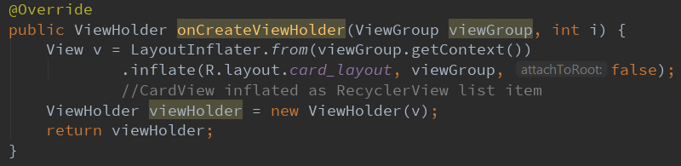 @Override
public ViewHolder onCreateViewHolder(ViewGroup viewGroup, int i) {
View v = LayoutInflater.from(viewGroup.getContext())
.inflate(R.layout.card_layout, viewGroup, attachToRoot: false);
//CardView inflated as RecyclerView list item
ViewHolder viewHolder = new ViewHolder(v);
return viewHolder;
}